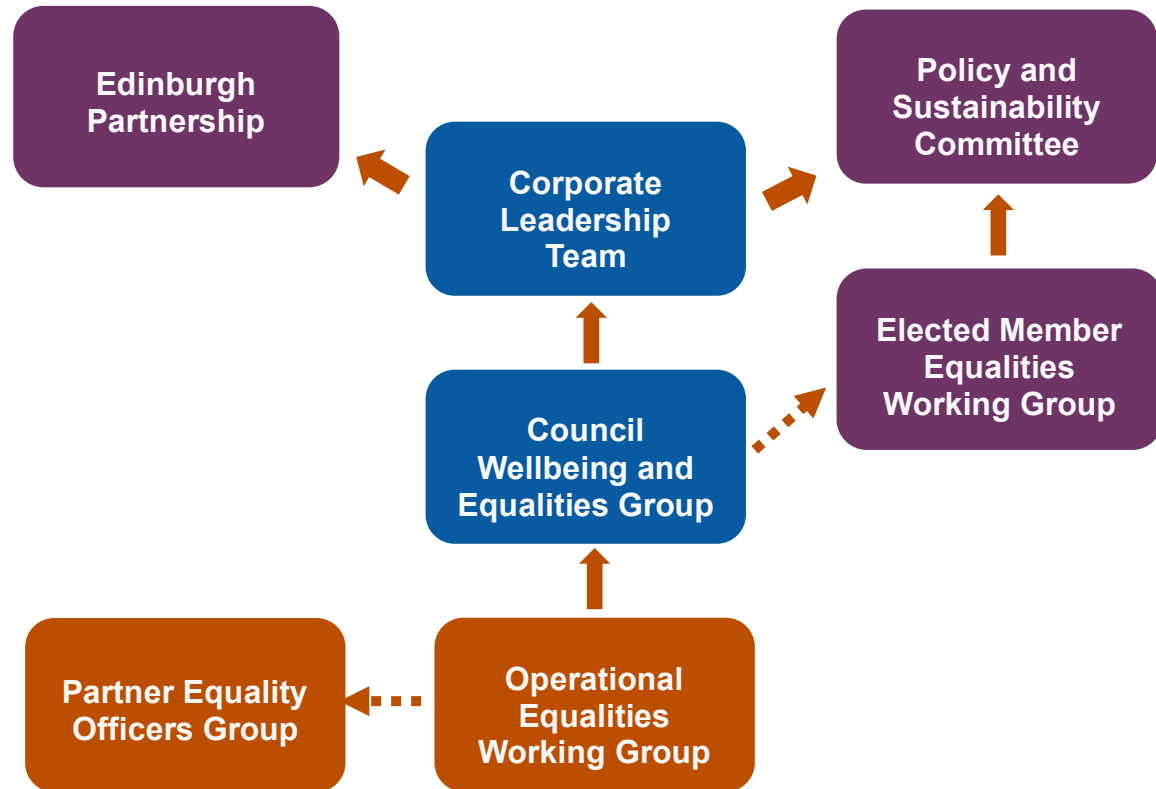 Edinburgh
Partnership
Policy and
Sustainability
Committee
Corporate
Leadership
Team
Elected Member
Equalities
Working Group
Council
Wellbeing and
Equalities Group
Partner Equality
Officers Group
Operational
Equalities
Working Group